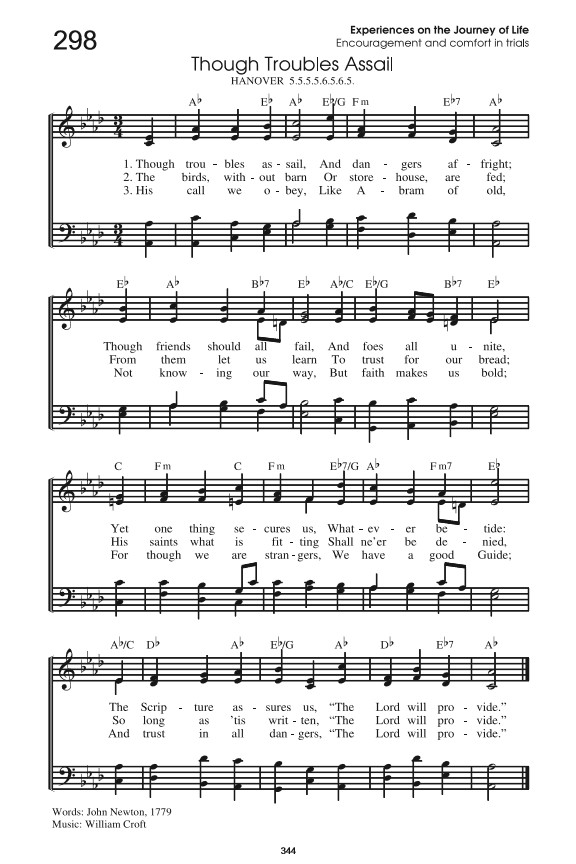 298
Experiences on the Journey of Life
Encouragement and comfort in trials
Though Troubles Assail
HANOVER 5.5.5.5.6.5.6.5.
A♭ E♭ A♭ E♭/G Fm E♭7 A♭
1. Though trou - bles as - sail, And dan - gers af - fright;
2. The birds, with - out barn Or store - house, are fed;
3. His call we o - bey, Like A - bram of old,
E♭ A♭ B♭7 E♭ A♭/C E♭/G B♭7 E♭
Though friends should all fail, And foes all u - nite,
From them let us learn To trust for our bread;
Not know - ing our way, But faith makes us bold;
C Fm C Fm E♭7/G A♭ Fm7 E♭
Yet one thing se - cures us, What - ev - er be - tide:
His saints what is fit - ting Shall ne'er be de - nied,
For though we are stran - gers, We have a good Guide;
A♭/C D♭ A♭ E♭/G A♭ D♭ E♭7 A♭
The Scrip - ture as - sures us, “The Lord will pro - vide.”
So long as 'tis writ - ten, “The Lord will pro - vide.”
And trust in all dan - gers, “The Lord will pro - vide.”
Words: John Newton, 1779
Music: William Croft
344